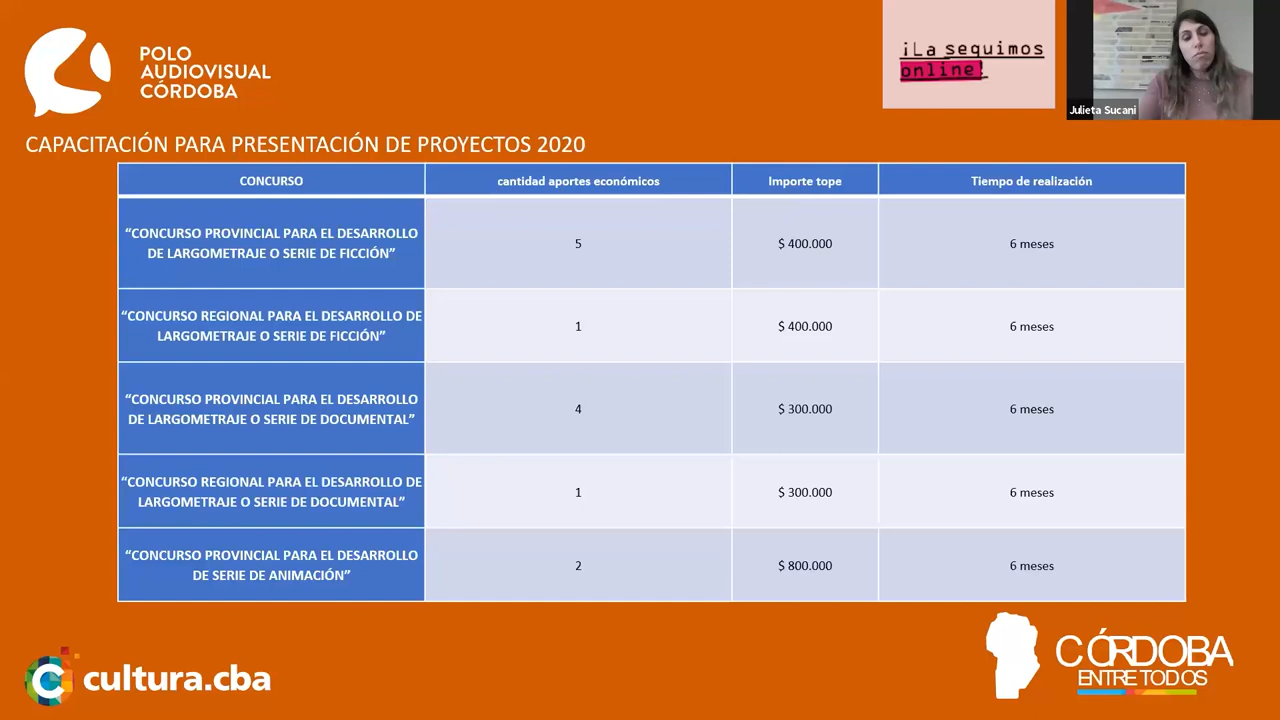 POLO
AUDIOVISUAL
CÓRDOBA
¡La seguimos
online!
Julieta Sucani
CAPACITACIÓN PARA PRESENTACIÓN DE PROYECTOS 2020
CONCURSO cantidad aportes económicos Importe tope Tiempo de realización
“CONCURSO PROVINCIAL PARA EL DESARROLLO
DE LARGOMETRAJE O SERIE DE FICCIÓN” 5 $ 400.000 6 meses
“CONCURSO REGIONAL PARA EL DESARROLLO DE
LARGOMETRAJE O SERIE DE FICCIÓN” 1 $ 400.000 6 meses
“CONCURSO PROVINCIAL PARA EL DESARROLLO
DE LARGOMETRAJE O SERIE DE DOCUMENTAL” 4 $ 300.000 6 meses
“CONCURSO REGIONAL PARA EL DESARROLLO DE
LARGOMETRAJE O SERIE DE DOCUMENTAL” 1 $ 300.000 6 meses
“CONCURSO PROVINCIAL PARA EL DESARROLLO
DE SERIE DE ANIMACIÓN” 2 $ 800.000 6 meses
C cultura.cba
CÓRDOBA
ENTRE TODOS